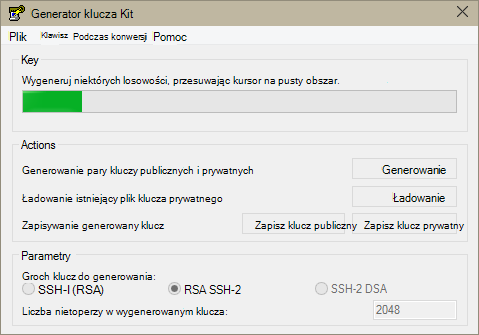 Generator klucza Kit
Plik Klawisz Podczas konwersji Pomoc
Key
Wygeneruj niektórych losowości, przesuwając kursor na pusty obszar.
Actions
Generowanie pary kluczy publicznych i prywatnych Generowanie
Ładowanie istniejący plik klucza prywatnego Ładowanie
Zapisywanie generowany klucz Zapisz klucz publiczny Zapisz klucz prywatny
Parametry
Groch klucz do generowania:
SSH-I (RSA) RSA SSH-2 SSH-2 DSA
Liczba nietoperzy w wygenerowanym klucza: 2048